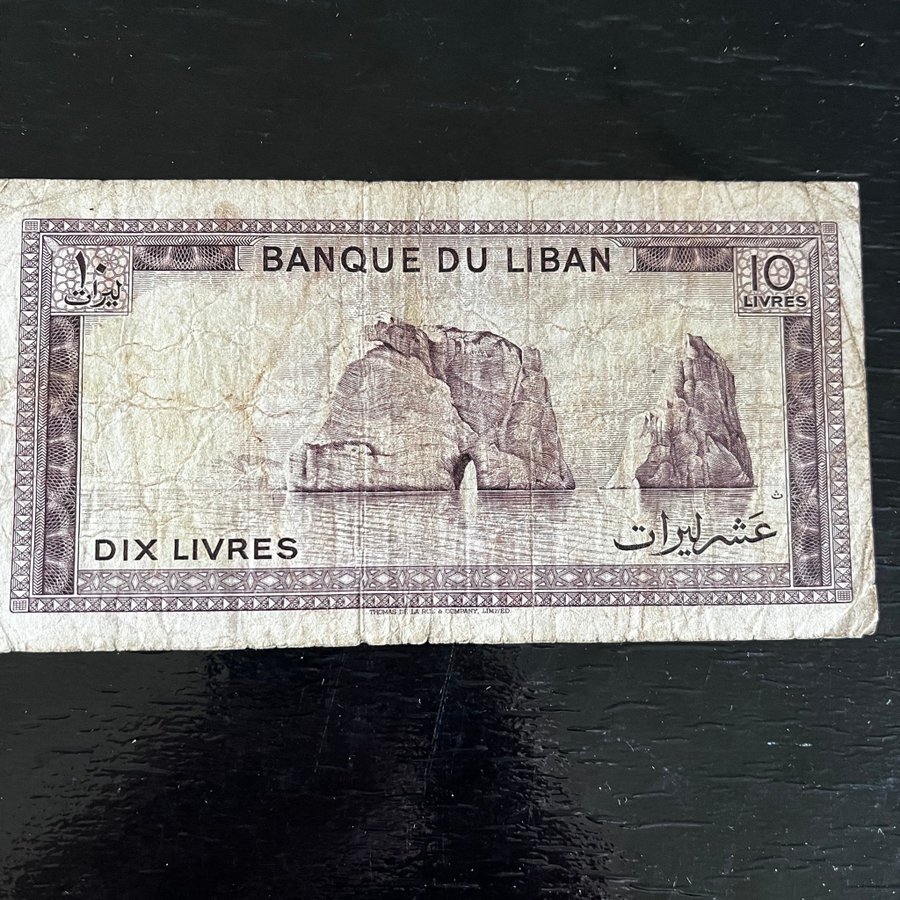 BANQUE DU LIBAN
١٠
ليرات
10
LIVRES
ث
DIX LIVRES
عشر ليرات
THOMAS DE LA RUE & COMPANY, LIMITED.